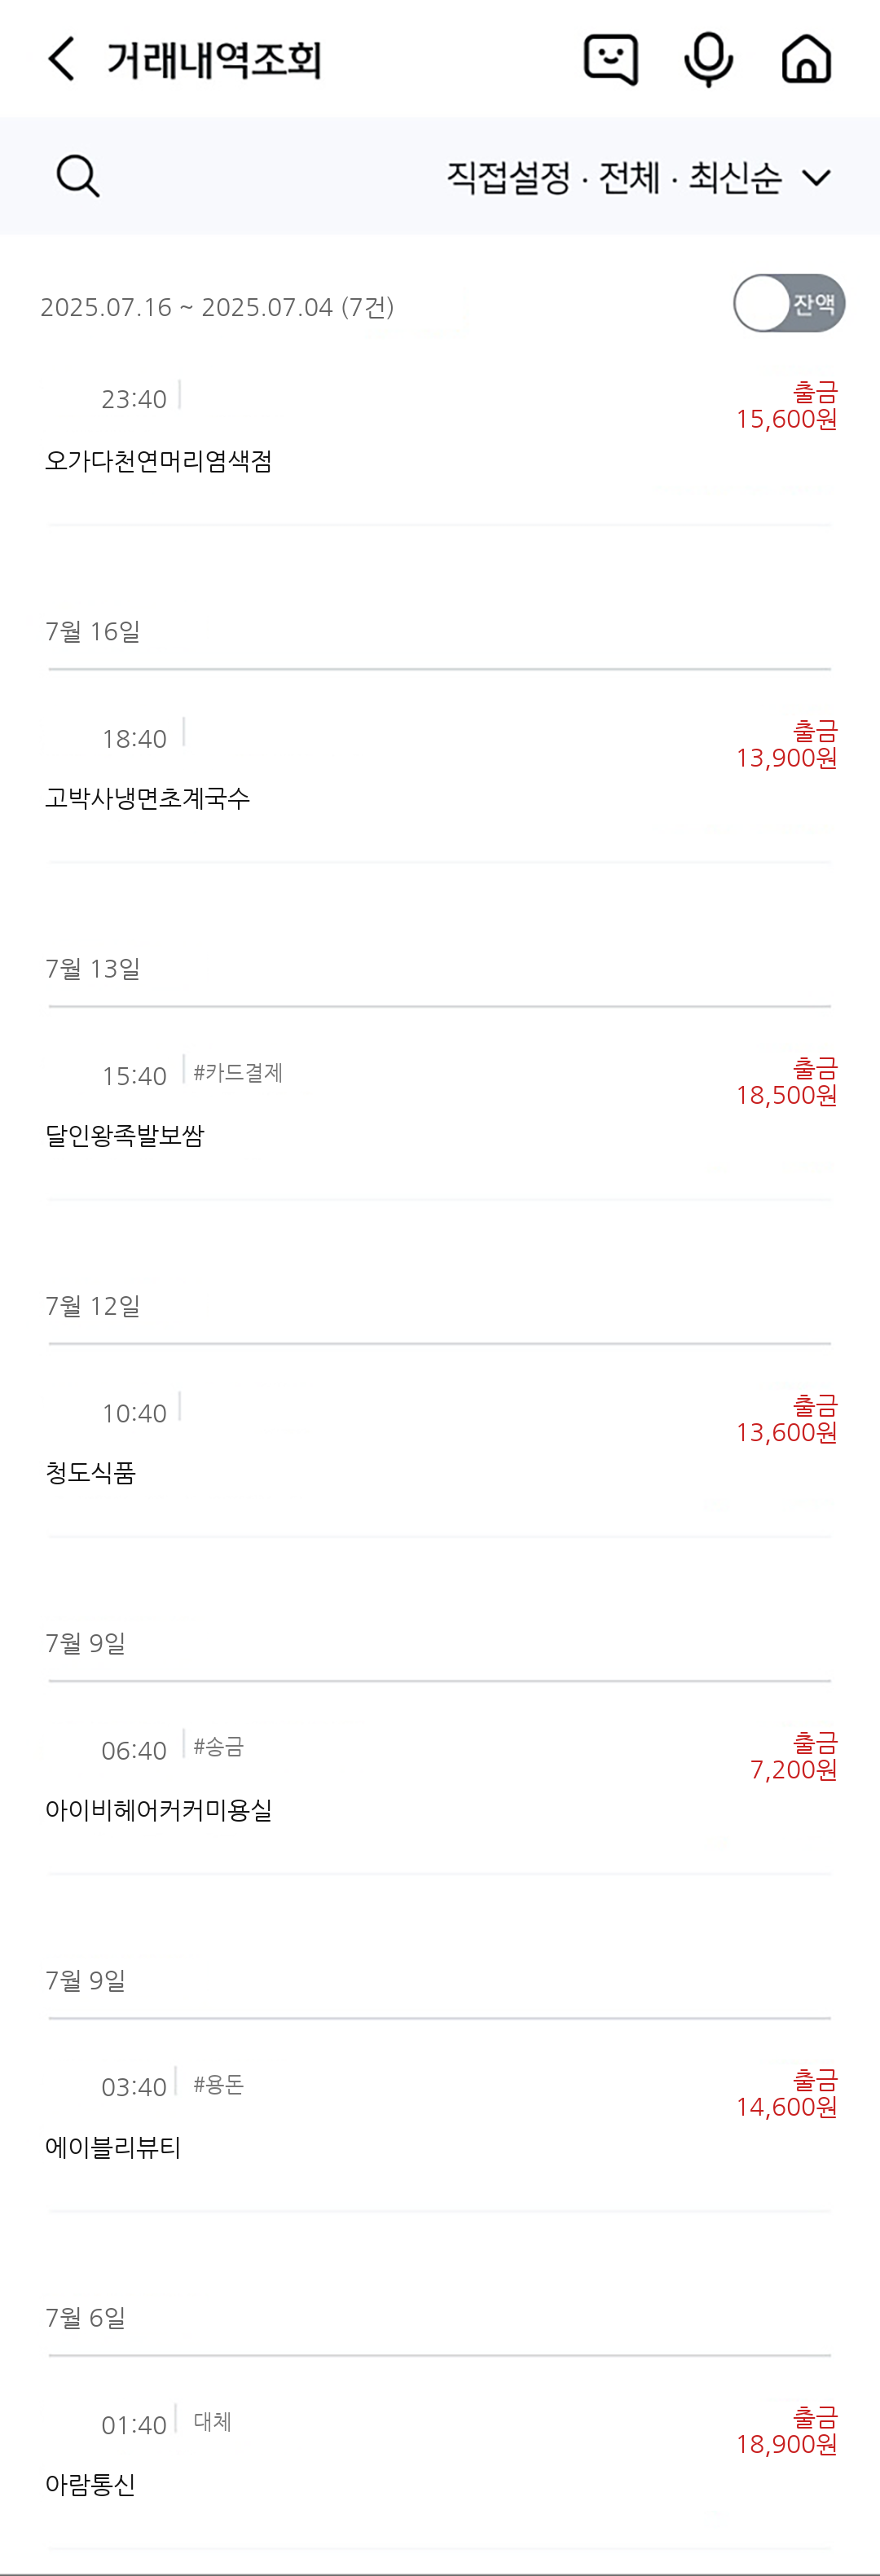 거래내역조회
직접설정 · 전체 · 최신순
2025.07.16 ~ 2025.07.04 (7건)
잔액
23:40
출금
15,600원
오가다천연머리염색점
7월 16일
18:40
출금
13,900원
고박사냉면초계국수
7월 13일
15:40 #카드결제
출금
18,500원
달인왕족발보쌈
7월 12일
10:40
출금
13,600원
청도식품
7월 9일
06:40 #송금
출금
7,200원
아이비헤어커커미용실
7월 9일
03:40 #용돈
출금
14,600원
에이블리뷰티
7월 6일
01:40 대체
출금
18,900원
아람통신